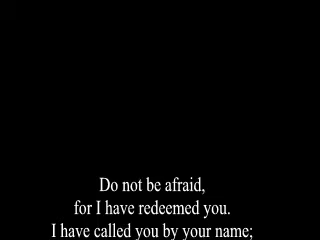 Do not be afraid,
for I have redeemed you.
I have called you by your name;